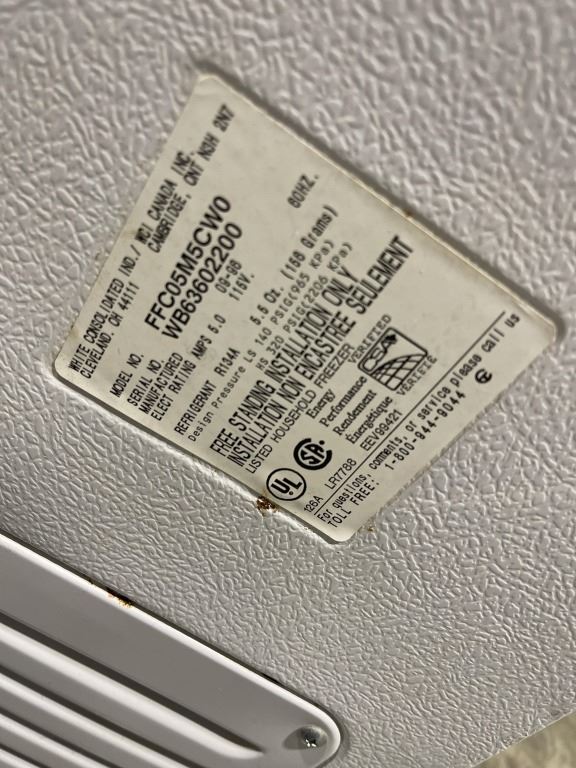 WHITE CONSOLIDATED IND./ WCI CANADA INC.
CLEVELAND, OH 44111 CAMBRIDGE, ONT N3H 2N7
MODEL NO. FFC05M5CW0
SERIAL NO. WB63602200
MANUFACTURED 09-96
ELECT RATING AMPS 5.0 115V. 60HZ.
REFRIGERANT R134A 5.5 Oz. (156 Grams)
Design Pressure LS 140 PSIG(965 KPa)
HS 320 PSIG(2206 KPa)
FREE STANDING INSTALLATION ONLY
INSTALLATION NON ENCASTREE SEULEMENT
LISTED HOUSEHOLD FREEZER
UL
Energy
Performance VERIFIED
Rendement
Énergétique VÉRIFIÉ
126A LR7788 EEV99421
For questions, comments, or service please call us
TOLL FREE: 1-800-944-9044